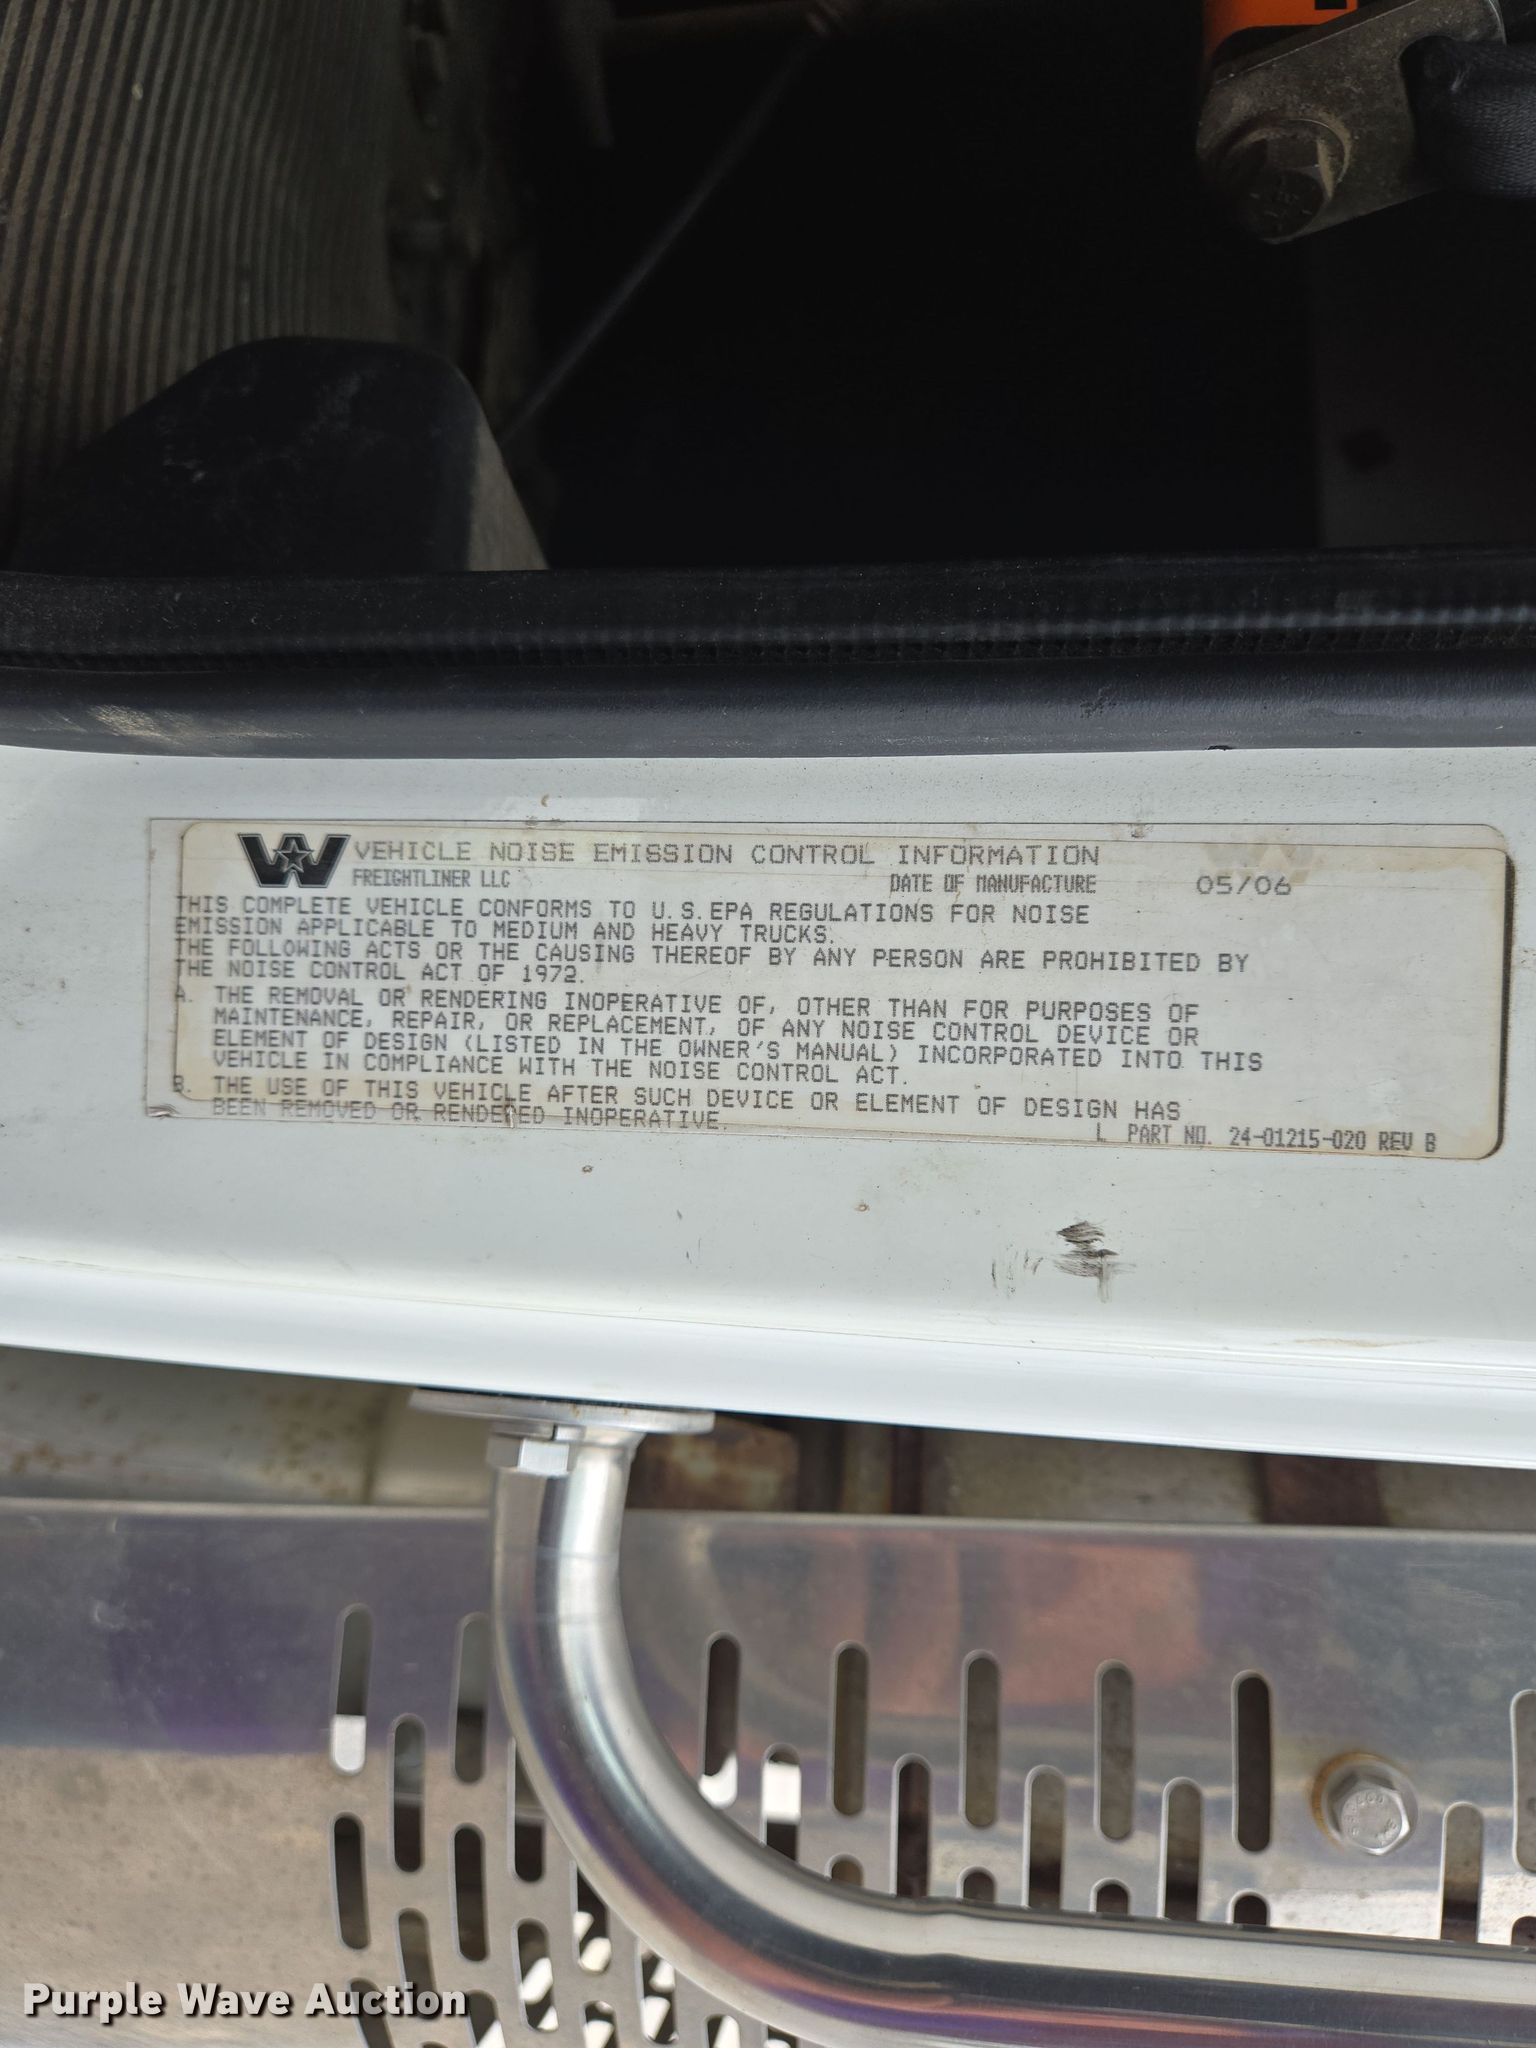 VEHICLE NOISE EMISSION CONTROL INFORMATION
FREIGHTLINER LLC DATE OF MANUFACTURE 05/06
THIS COMPLETE VEHICLE CONFORMS TO U.S.EPA REGULATIONS FOR NOISE
EMISSION APPLICABLE TO MEDIUM AND HEAVY TRUCKS.
THE FOLLOWING ACTS OR THE CAUSING THEREOF BY ANY PERSON ARE PROHIBITED BY
THE NOISE CONTROL ACT OF 1972.
A. THE REMOVAL OR RENDERING INOPERATIVE OF, OTHER THAN FOR PURPOSES OF
MAINTENANCE, REPAIR, OR REPLACEMENT, OF ANY NOISE CONTROL DEVICE OR
ELEMENT OF DESIGN (LISTED IN THE OWNER'S MANUAL) INCORPORATED INTO THIS
VEHICLE IN COMPLIANCE WITH THE NOISE CONTROL ACT.
B. THE USE OF THIS VEHICLE AFTER SUCH DEVICE OR ELEMENT OF DESIGN HAS
BEEN REMOVED OR RENDERED INOPERATIVE.
L PART NO. 24-01215-020 REV B
Purple Wave Auction